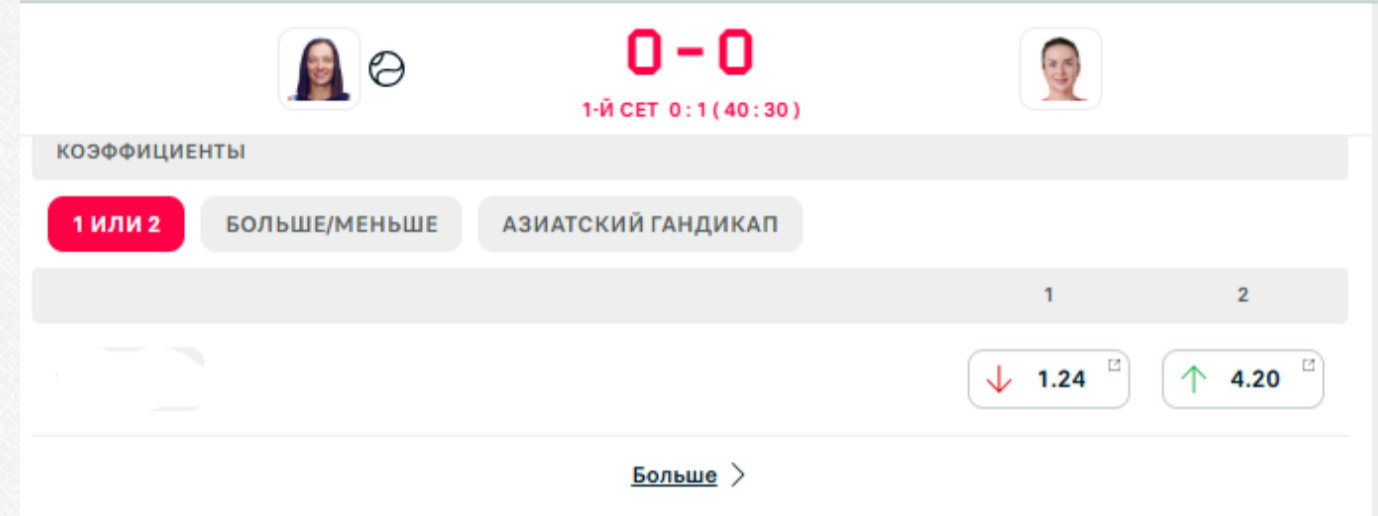 0 - 0
1-Й СЕТ 0 : 1 ( 40 : 30 )
КОЭФФИЦИЕНТЫ
1 ИЛИ 2 БОЛЬШЕ/МЕНЬШЕ АЗИАТСКИЙ ГАНДИКАП
1 2
1.24 4.20
Больше